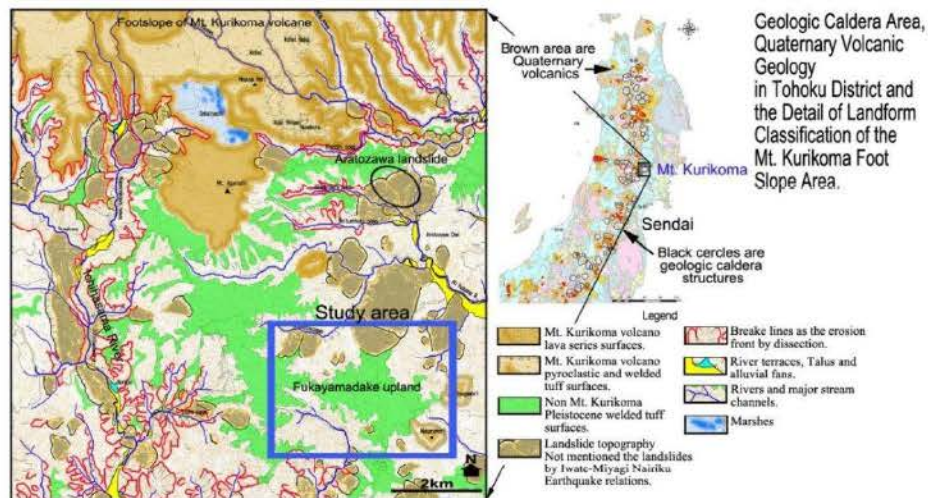 Footslope of Mt. Kurikoma volcano
Aratozawa landslide
Ichihasama River
Study area
Fukayamadake upland
N
2km
Brown area are
Quaternary
volcanics
Mt. Kurikoma
Sendai
Black cercles are
geologic caldera
structures
Geologic Caldera Area,
Quaternary Volcanic
Geology
in Tohoku District and
the Detail of Landform
Classification of the
Mt. Kurikoma Foot
Slope Area.
Legend
Mt. Kurikoma volcano
lava series surfaces.
Mt. Kurikoma volcano
pyroclastic and welded
tuff surfaces.
Non Mt. Kurikoma
Pleistocene welded tuff
surfaces.
Landslide topography
Not mentioned the landslides
by Iwate-Miyagi Nairiku
Earthquake relations.
Breake lines as the erosion
front by dissection.
River terraces, Talus and
alluvial fans.
Rivers and major stream
channels.
Marshes